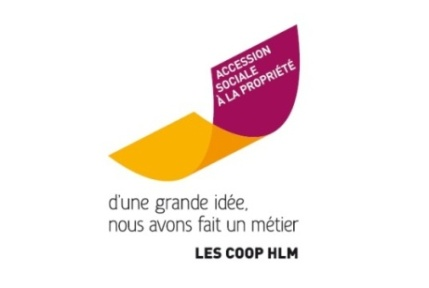 ACCESSION
SOCIALE
À LA PROPRIÉTÉ
d'une grande idée,
nous avons fait un métier
LES COOP HLM